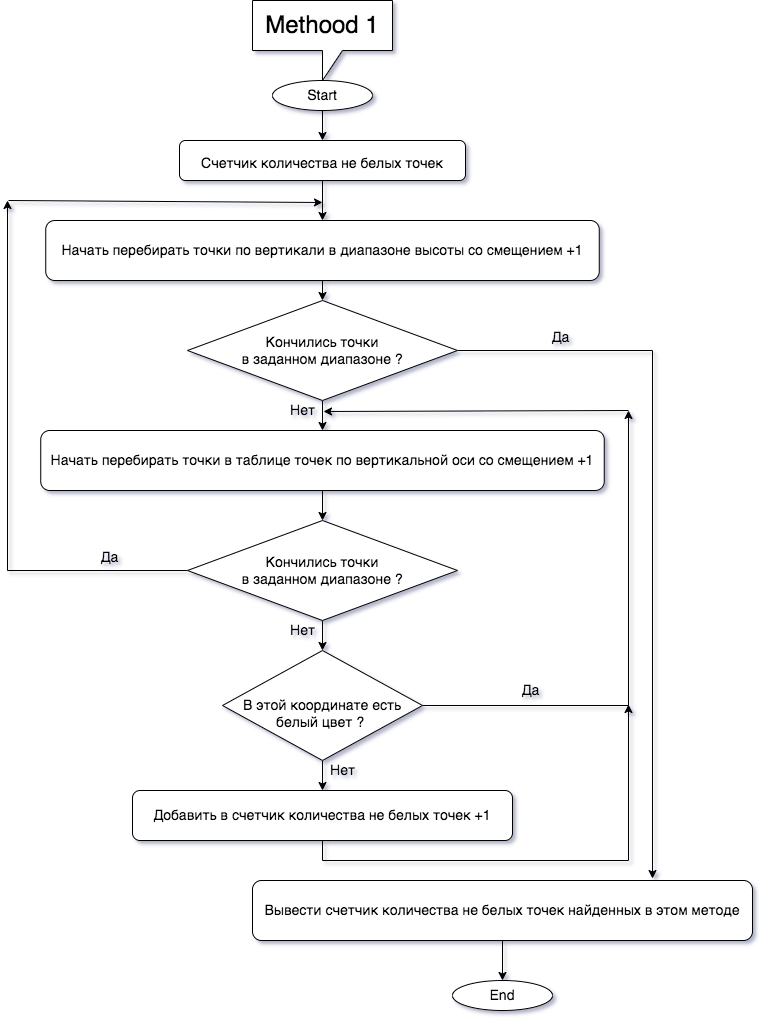 Methood 1
Start
Счетчик количества не белых точек
Начать перебирать точки по вертикали в диапазоне высоты со смещением +1
Кончились точки
в заданном диапазоне ?
Да
Нет
Начать перебирать точки в таблице точек по вертикальной оси со смещением +1
Кончились точки
в заданном диапазоне ?
Да
Нет
В этой координате есть
белый цвет ?
Да
Нет
Добавить в счетчик количества не белых точек +1
Вывести счетчик количества не белых точек найденных в этом методе
End